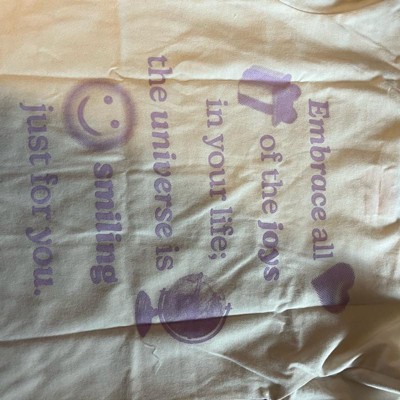 Embrace all
of the joys
in your life;
the universe is
smiling
just for you.